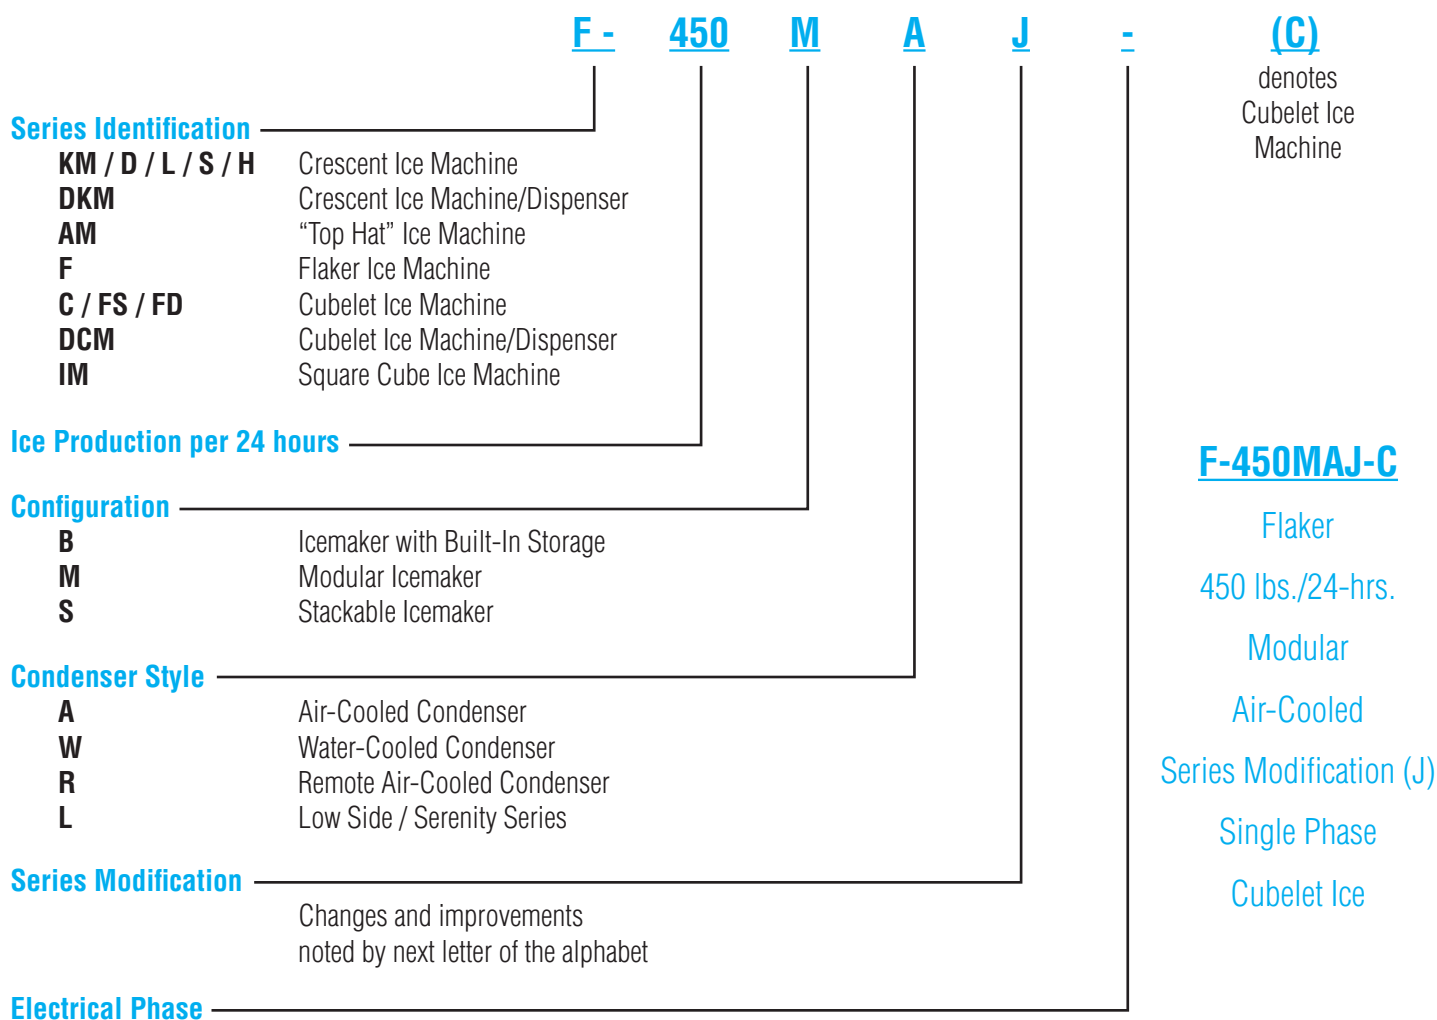 F - 450 M A J - (C)
denotes
Cubelet Ice
Machine
Series Identification
KM / D / L / S / H Crescent Ice Machine
DKM Crescent Ice Machine/Dispenser
AM “Top Hat” Ice Machine
F Flaker Ice Machine
C / FS / FD Cubelet Ice Machine
DCM Cubelet Ice Machine/Dispenser
IM Square Cube Ice Machine
Ice Production per 24 hours
Configuration
B Icemaker with Built-In Storage
M Modular Icemaker
S Stackable Icemaker
Condenser Style
A Air-Cooled Condenser
W Water-Cooled Condenser
R Remote Air-Cooled Condenser
L Low Side / Serenity Series
Series Modification
Changes and improvements
noted by next letter of the alphabet
Electrical Phase
F-450MAJ-C
Flaker
450 lbs./24-hrs.
Modular
Air-Cooled
Series Modification (J)
Single Phase
Cubelet Ice